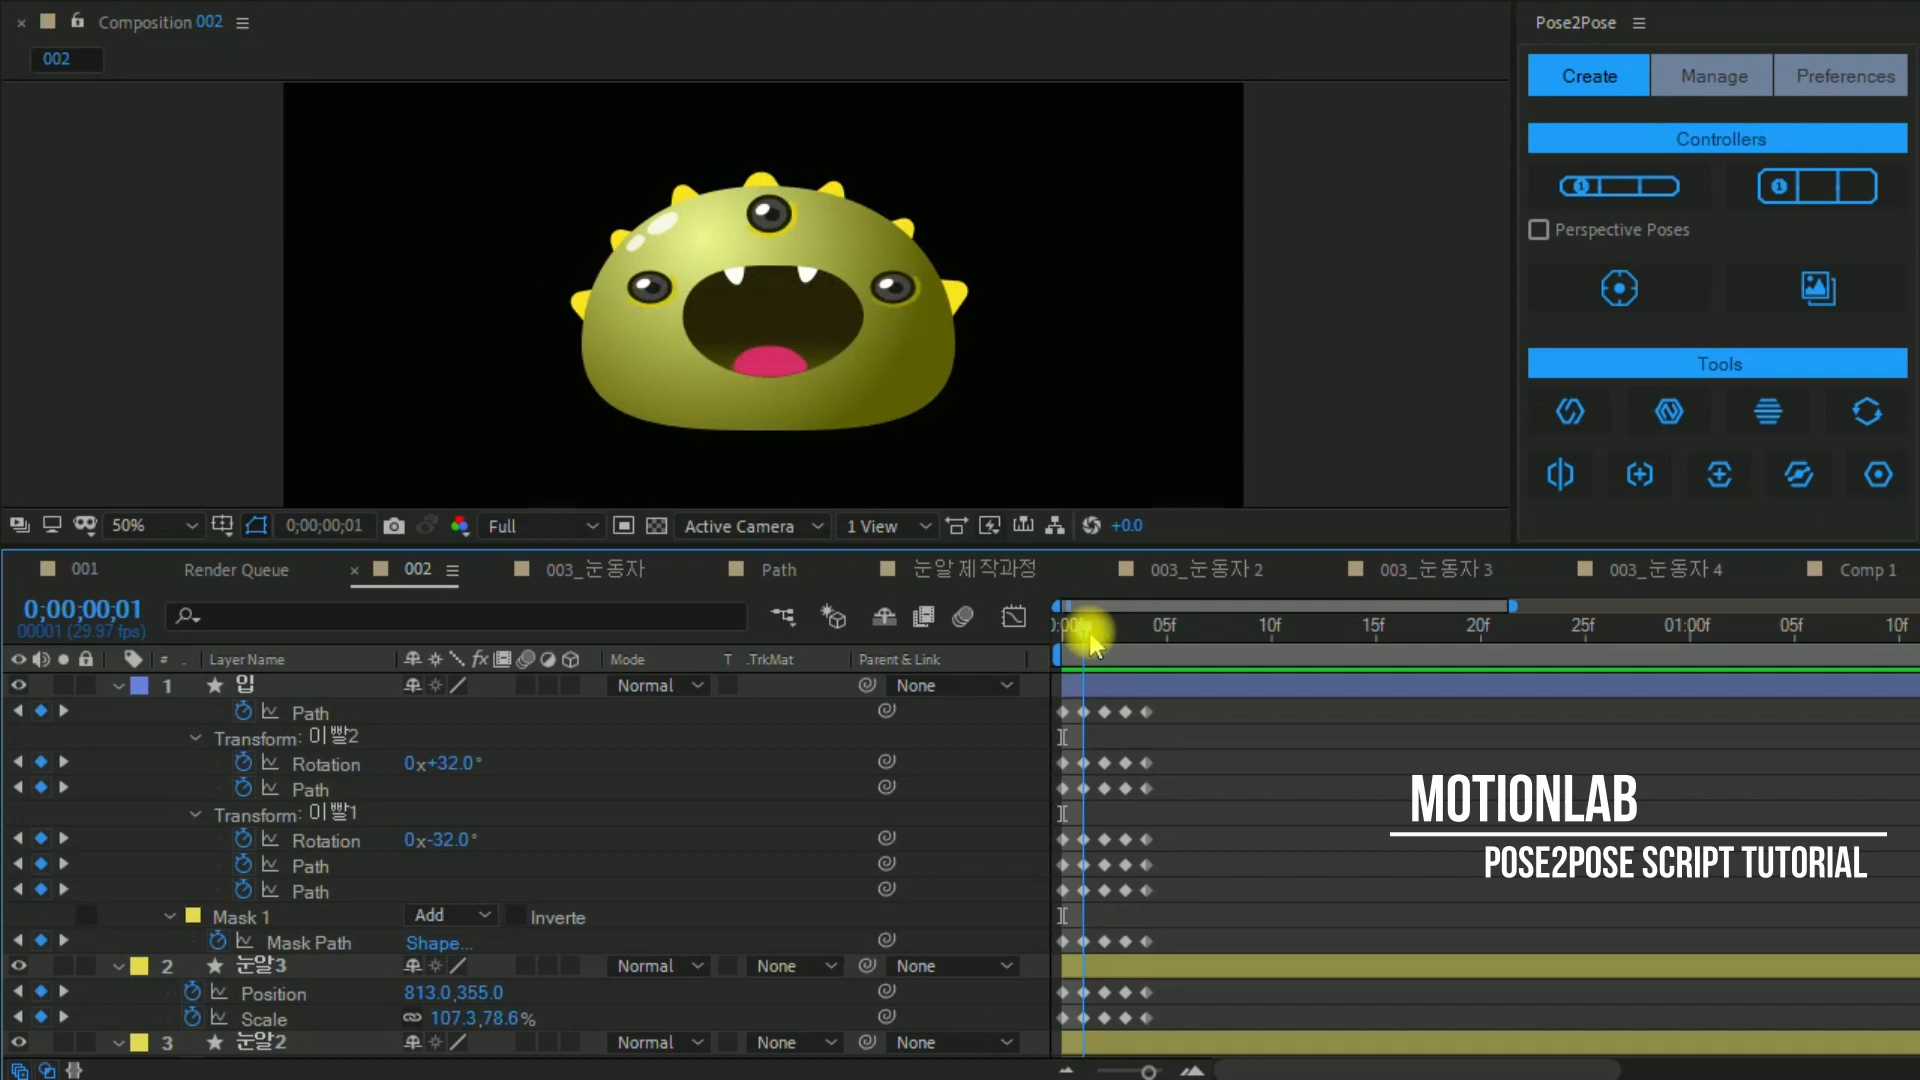 Composition 002
002
Pose2Pose
Create
Manage
Preferences
Controllers
1
1
Perspective Poses
Tools
50%
0;00;00;01
Full
Active Camera
1 View
+0.0
001
Render Queue
002
003_눈동자
Path
눈알 제작과정
003_눈동자 2
003_눈동자 3
003_눈동자 4
Comp 1
0;00;00;01
00001 (29.97 fps)
05f
10f
15f
20f
25f
01:00f
05f
10f
Layer Name
Mode
T .TrkMat
Parent & Link
1 입 Normal None
Path
Transform: 이빨2
Rotation 0x+32.0°
Path
Transform: 이빨1
Rotation 0x-32.0°
Path
Path
Mask 1 Add Inverte
Mask Path Shape...
2 눈알3 Normal None None
Position 813.0,355.0
Scale 107.3,78.6%
3 눈알2 Normal None None
MOTIONLAB
POSE2POSE SCRIPT TUTORIAL